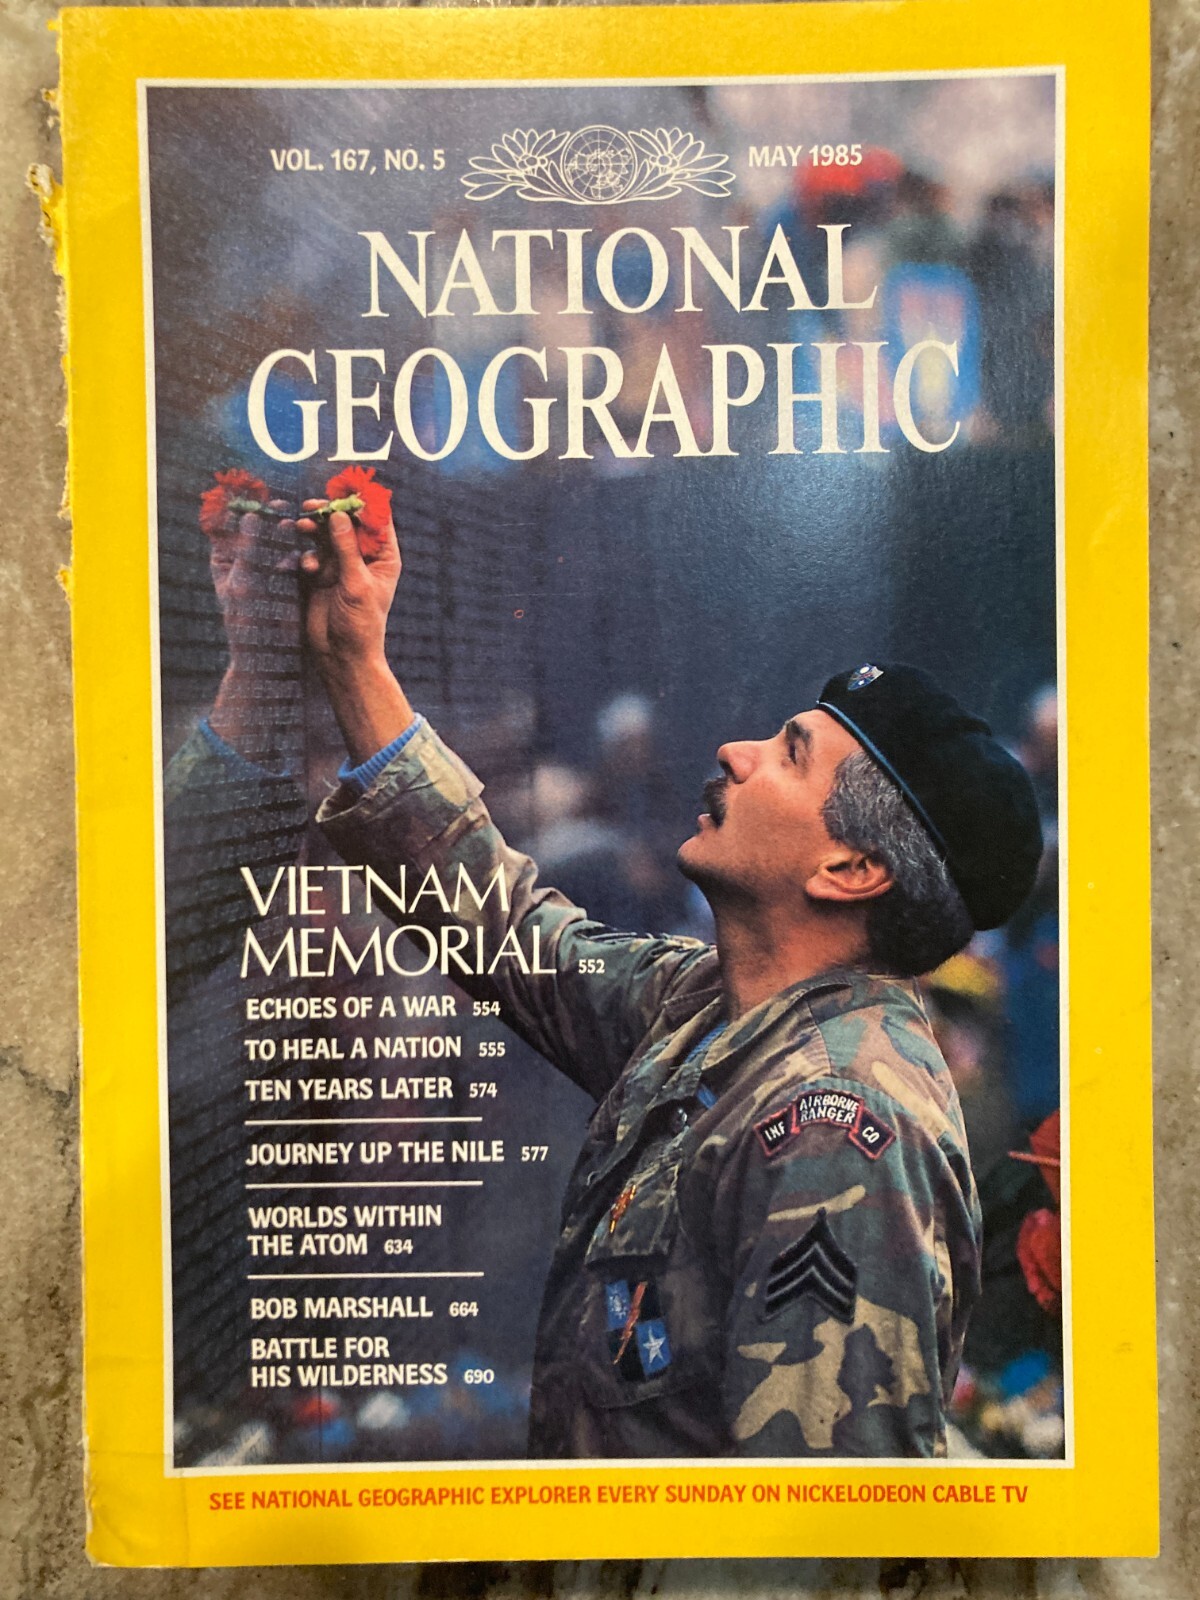 VOL. 167, NO. 5
MAY 1985
NATIONAL
GEOGRAPHIC
VIETNAM
MEMORIAL 552
ECHOES OF A WAR 554
TO HEAL A NATION 555
TEN YEARS LATER 574
JOURNEY UP THE NILE 577
WORLDS WITHIN
THE ATOM 634
BOB MARSHALL 664
BATTLE FOR
HIS WILDERNESS 690
AIRBORNE
INF RANGER CO
SEE NATIONAL GEOGRAPHIC EXPLORER EVERY SUNDAY ON NICKELODEON CABLE TV